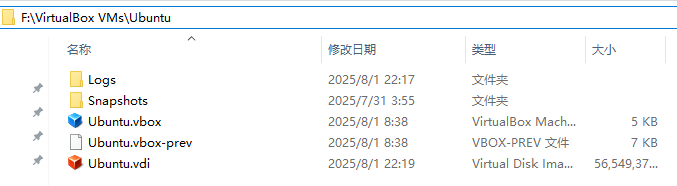 F:\VirtualBox VMs\Ubuntu
名称 修改日期 类型 大小
Logs 2025/8/1 22:17 文件夹
Snapshots 2025/7/31 3:55 文件夹
Ubuntu.vbox 2025/8/1 8:38 VirtualBox Mach... 5 KB
Ubuntu.vbox-prev 2025/8/1 8:38 VBOX-PREV 文件 7 KB
Ubuntu.vdi 2025/8/1 22:19 Virtual Disk Ima... 56,549,37...